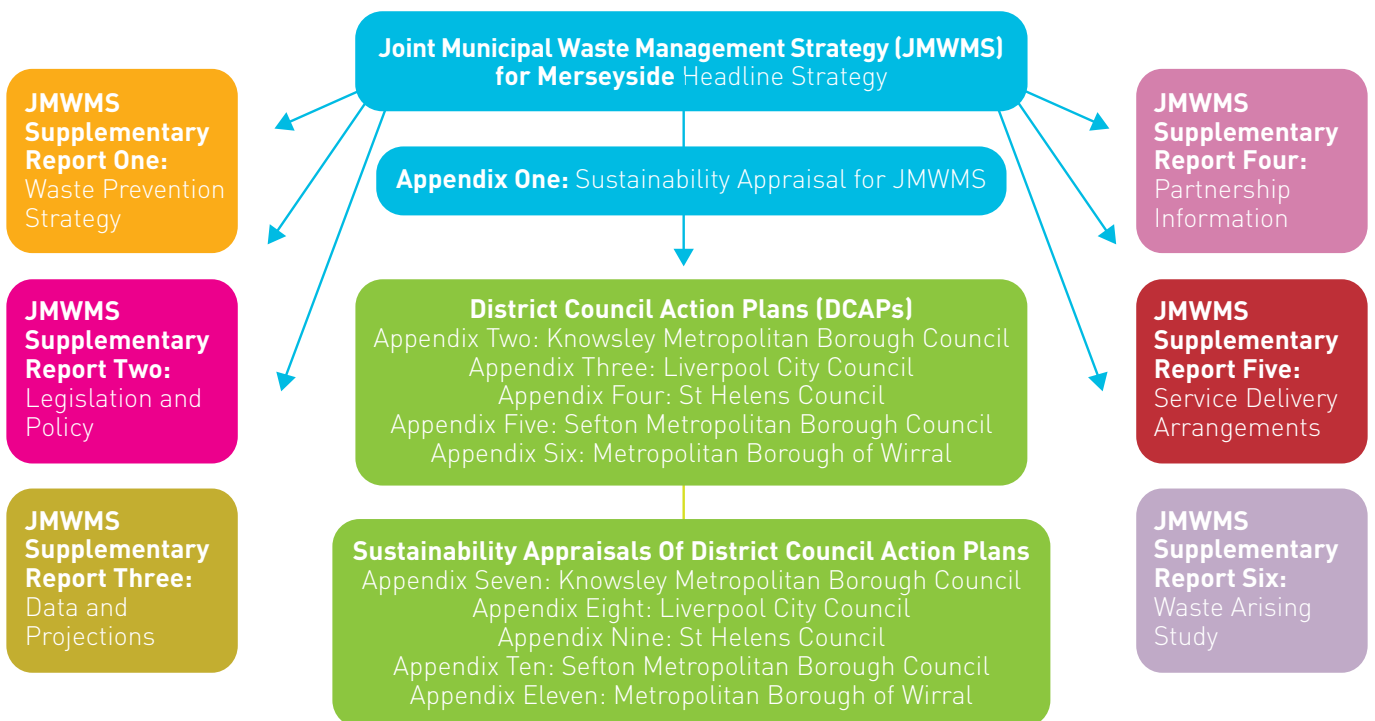 Joint Municipal Waste Management Strategy (JMWMS)
for Merseyside Headline Strategy
JMWMS
Supplementary
Report One:
Waste Prevention
Strategy
JMWMS
Supplementary
Report Four:
Partnership
Information
Appendix One: Sustainability Appraisal for JMWMS
JMWMS
Supplementary
Report Two:
Legislation and
Policy
District Council Action Plans (DCAPs)
Appendix Two: Knowsley Metropolitan Borough Council
Appendix Three: Liverpool City Council
Appendix Four: St Helens Council
Appendix Five: Sefton Metropolitan Borough Council
Appendix Six: Metropolitan Borough of Wirral
JMWMS
Supplementary
Report Five:
Service Delivery
Arrangements
JMWMS
Supplementary
Report Three:
Data and
Projections
Sustainability Appraisals Of District Council Action Plans
Appendix Seven: Knowsley Metropolitan Borough Council
Appendix Eight: Liverpool City Council
Appendix Nine: St Helens Council
Appendix Ten: Sefton Metropolitan Borough Council
Appendix Eleven: Metropolitan Borough of Wirral
JMWMS
Supplementary
Report Six:
Waste Arising
Study